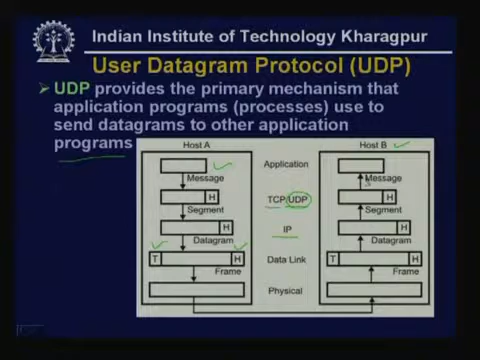 Indian Institute of Technology Kharagpur
User Datagram Protocol (UDP)
UDP provides the primary mechanism that
application programs (processes) use to
send datagrams to other application
programs
Host A
Host B
Application
Message
Message
H
TCP/UDP
H
Segment
Segment
H
IP
H
Datagram
Datagram
T
H
Data Link
T
H
Frame
Frame
Physical